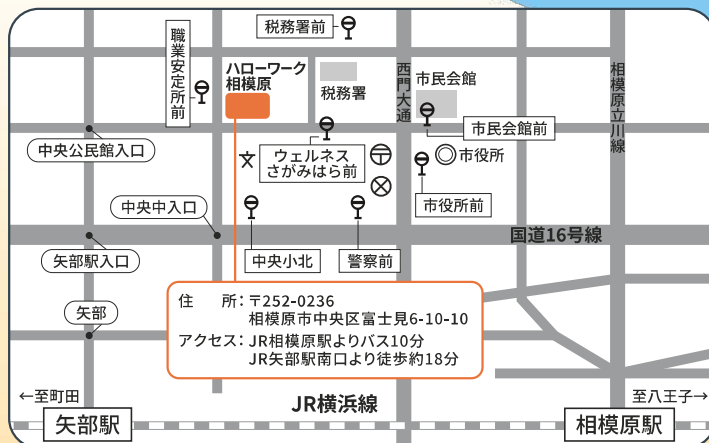 税務署前
職業安定所前
ハローワーク
相模原
税務署
西門大通
市民会館
相模原立川線
市民会館前
中央公民館入口
文
ウェルネス
さがみはら前
〒
市役所
市役所前
中央中入口
国道16号線
矢部駅入口
中央小北
警察前
住 所：〒252-0236
相模原市中央区富士見6-10-10
アクセス：JR相模原駅よりバス10分
JR矢部駅南口より徒歩約18分
矢部
←至町田
JR横浜線
至八王子→
矢部駅
相模原駅